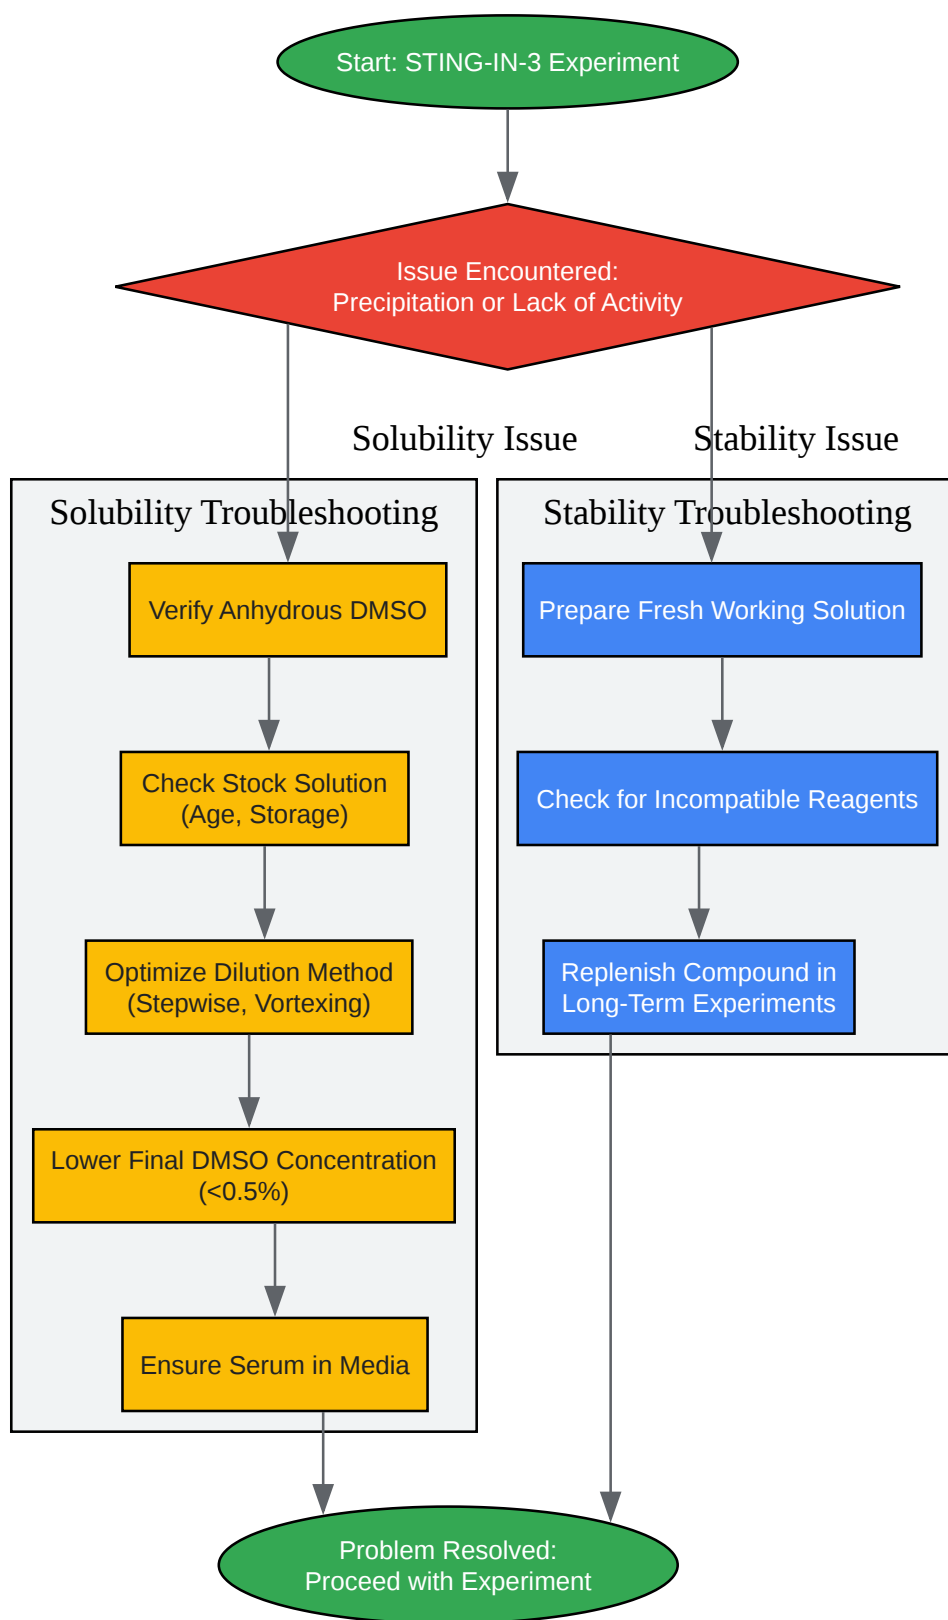 Start: STING-IN-3 Experiment
Issue Encountered:
Precipitation or Lack of Activity
Solubility Issue
Stability Issue
Solubility Troubleshooting
Verify Anhydrous DMSO
Check Stock Solution
(Age, Storage)
Optimize Dilution Method
(Stepwise, Vortexing)
Lower Final DMSO Concentration
(<0.5%)
Ensure Serum in Media
Stability Troubleshooting
Prepare Fresh Working Solution
Check for Incompatible Reagents
Replenish Compound in
Long-Term Experiments
Problem Resolved:
Proceed with Experiment